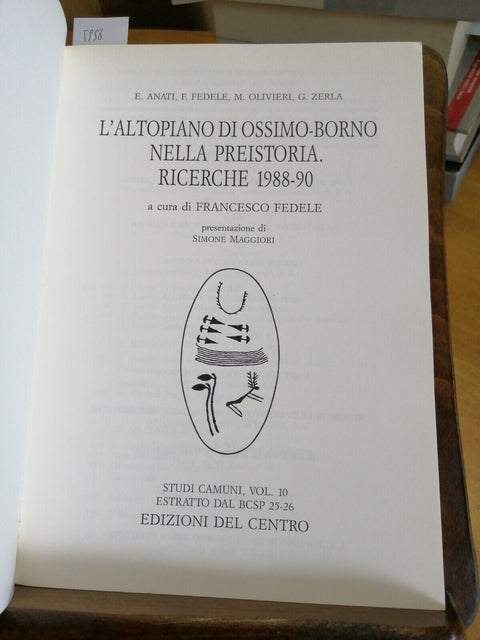 5958
E. ANATI, F. FEDELE, M. OLIVIERI, G. ZERLA
L'ALTOPIANO DI OSSIMO-BORNO
NELLA PREISTORIA.
RICERCHE 1988-90
a cura di FRANCESCO FEDELE
presentazione di
SIMONE MAGGIORI
STUDI CAMUNI, VOL. 10
ESTRATTO DAL BCSP 25-26
EDIZIONI DEL CENTRO